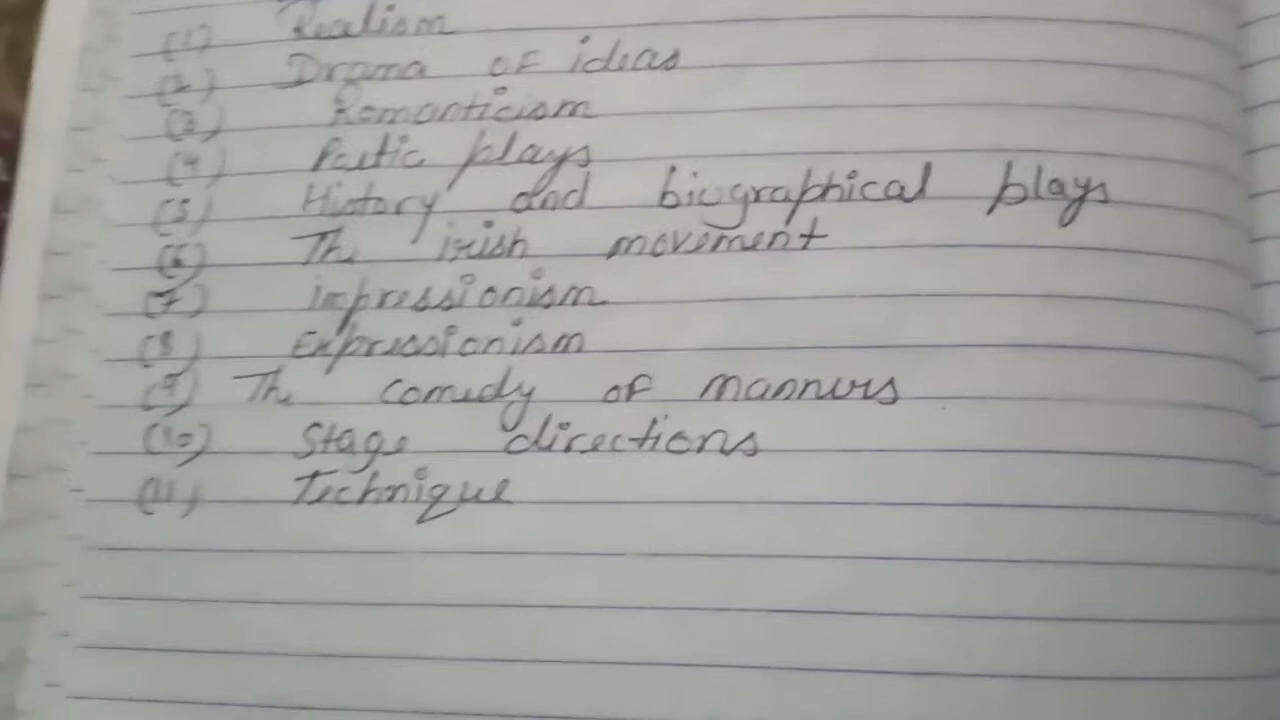 (1) Realism
(2) Drama of ideas
(3) Romanticism
(4) Poetic plays
(5) History and biographical plays
(6) The irish movement
(7) impressionism
(8) Expressionism
(9) The comedy of manners
(10) Stage directions
(11) Technique